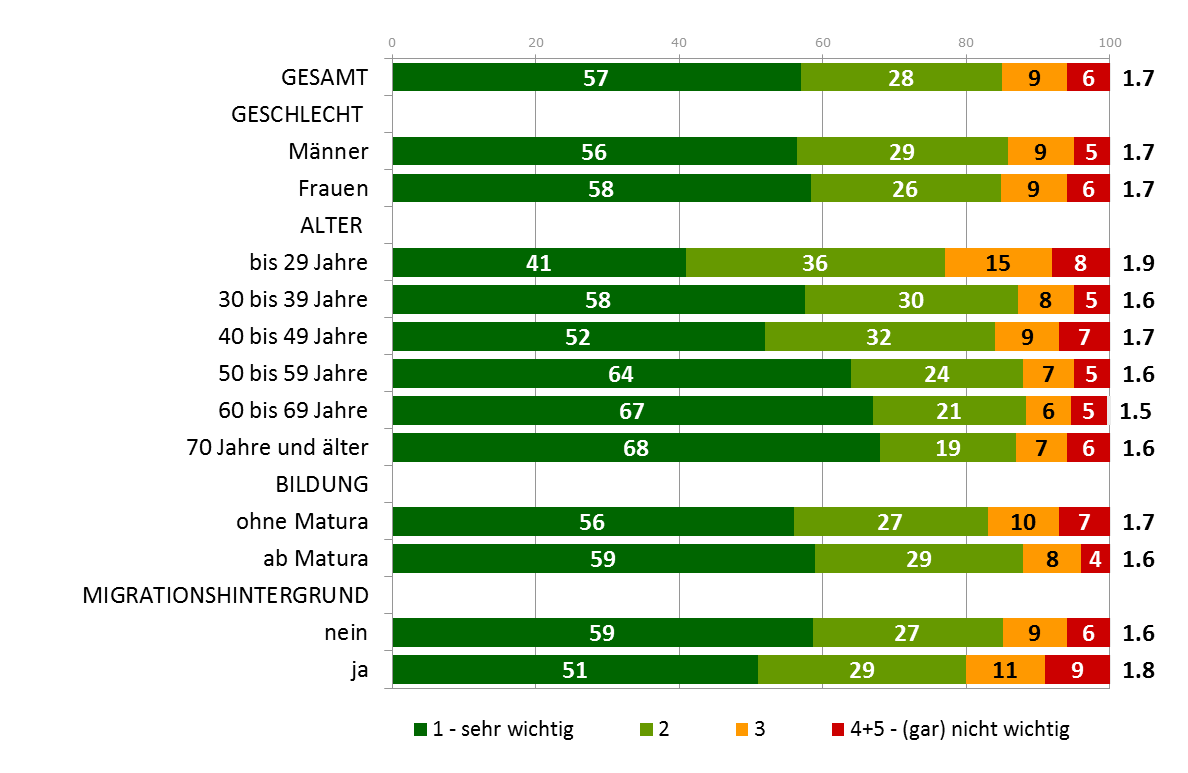 0 20 40 60 80 100
GESAMT 57 28 9 6 1.7
GESCHLECHT
Männer 56 29 9 5 1.7
Frauen 58 26 9 6 1.7
ALTER
bis 29 Jahre 41 36 15 8 1.9
30 bis 39 Jahre 58 30 8 5 1.6
40 bis 49 Jahre 52 32 9 7 1.7
50 bis 59 Jahre 64 24 7 5 1.6
60 bis 69 Jahre 67 21 6 5 1.5
70 Jahre und älter 68 19 7 6 1.6
BILDUNG
ohne Matura 56 27 10 7 1.7
ab Matura 59 29 8 4 1.6
MIGRATIONSHINTERGRUND
nein 59 27 9 6 1.6
ja 51 29 11 9 1.8
1 - sehr wichtig 2 3 4+5 - (gar) nicht wichtig